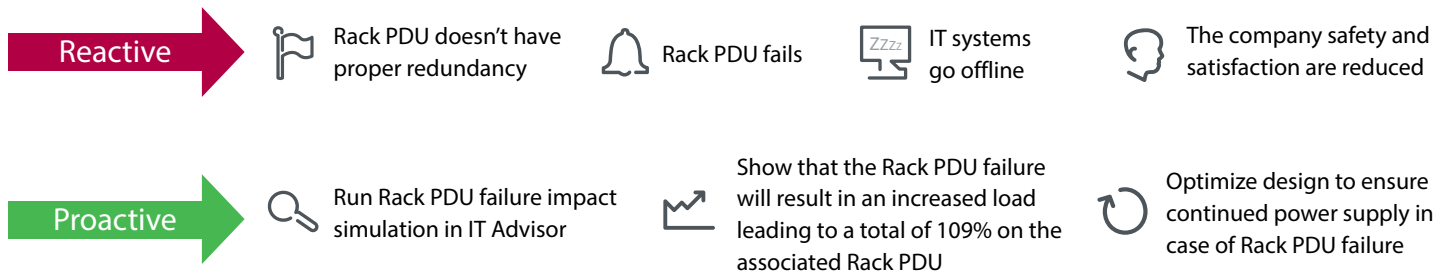 Reactive
Rack PDU doesn't have
proper redundancy
Rack PDU fails
ZZZz
IT systems
go offline
The company safety and
satisfaction are reduced
Proactive
Run Rack PDU failure impact
simulation in IT Advisor
Show that the Rack PDU failure
will result in an increased load
leading to a total of 109% on the
associated Rack PDU
Optimize design to ensure
continued power supply in
case of Rack PDU failure